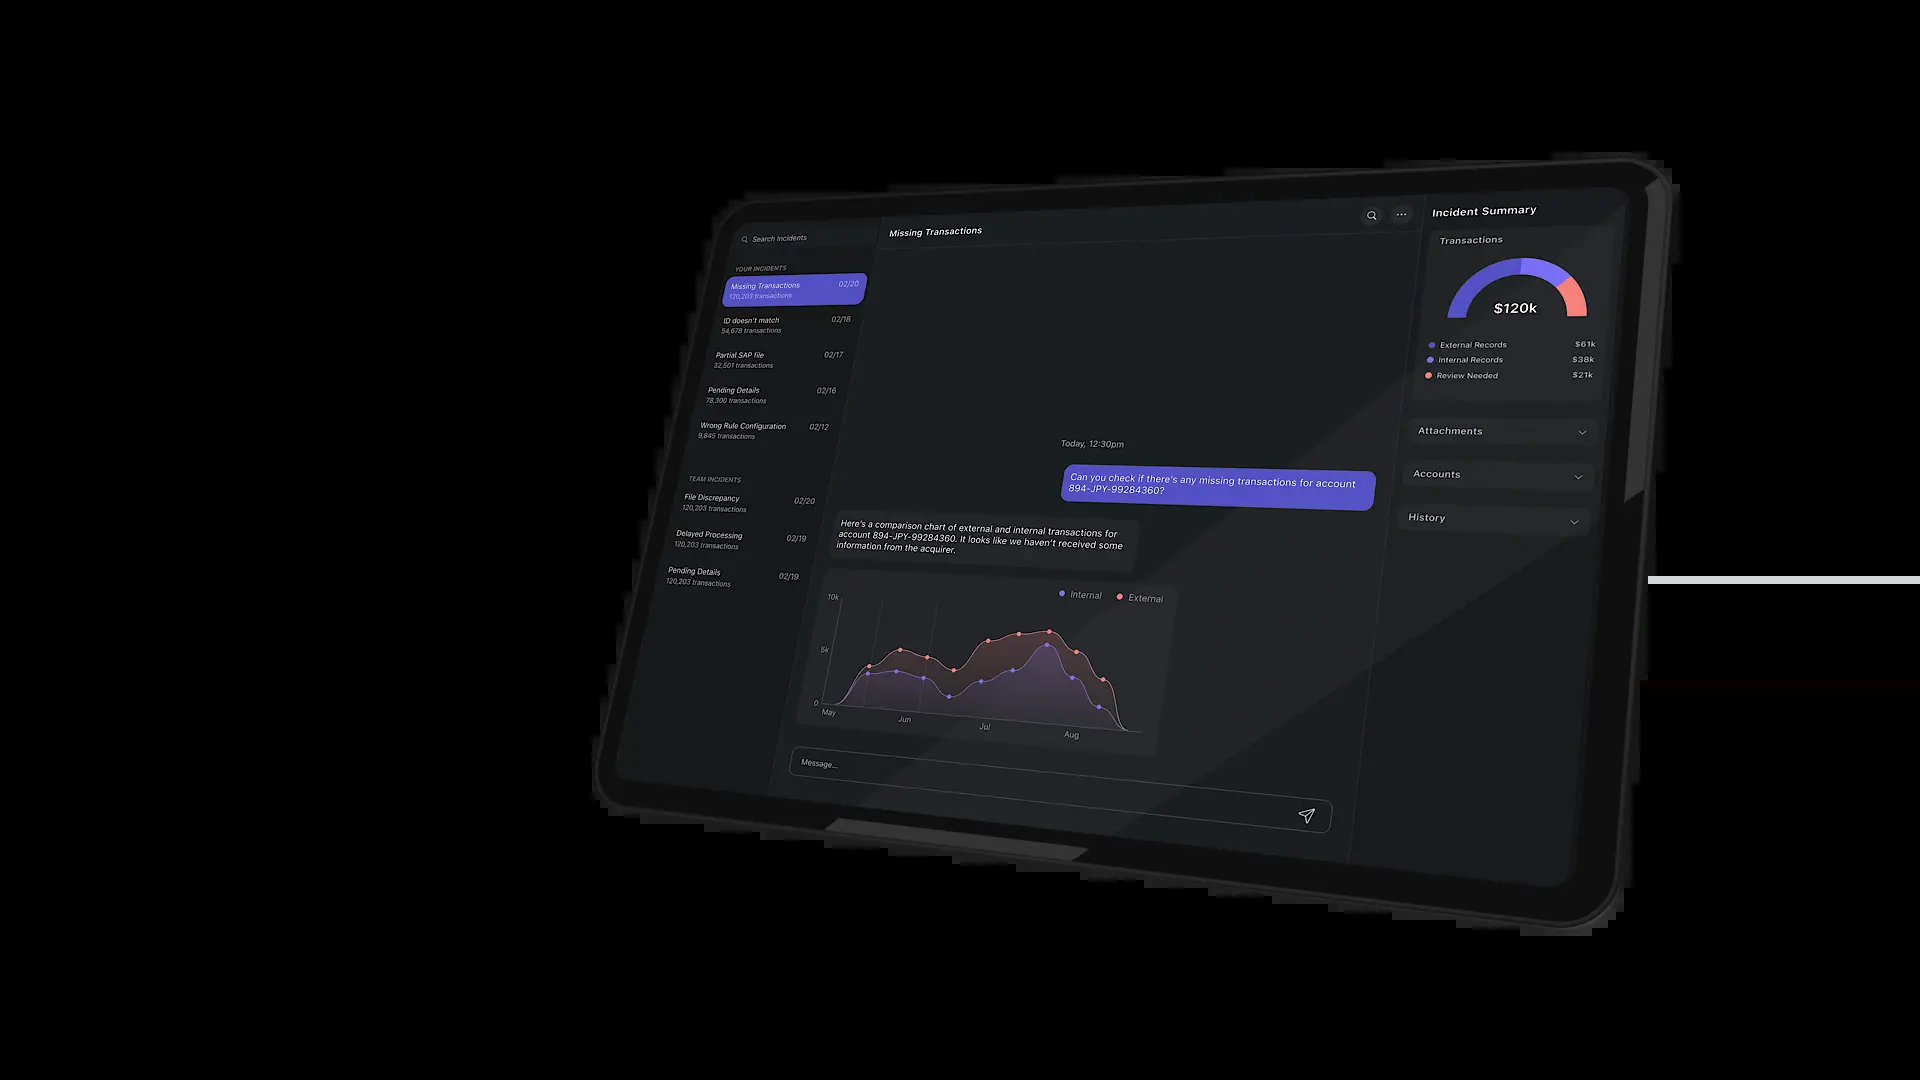 Search Incidents
YOUR INCIDENTS
Missing Transactions 02/20
120,203 transactions
ID doesn't match 02/18
54,678 transactions
Partial SAP file 02/17
32,501 transactions
Pending Details 02/16
78,300 transactions
Wrong Rule Configuration 02/12
9,845 transactions
TEAM INCIDENTS
File Discrepancy 02/20
120,203 transactions
Delayed Processing 02/19
120,203 transactions
Pending Details 02/19
120,203 transactions
Missing Transactions
Today, 12:30pm
Can you check if there's any missing transactions for account
894-JPY-99284360?
Here's a comparison chart of external and internal transactions for
account 894-JPY-99284360. It looks like we haven't received some
information from the acquirer.
Internal External
10k
5k
0
May Jun Jul Aug
Message...
Incident Summary
Transactions
$120k
External Records $61k
Internal Records $38k
Review Needed $21k
Attachments
Accounts
History